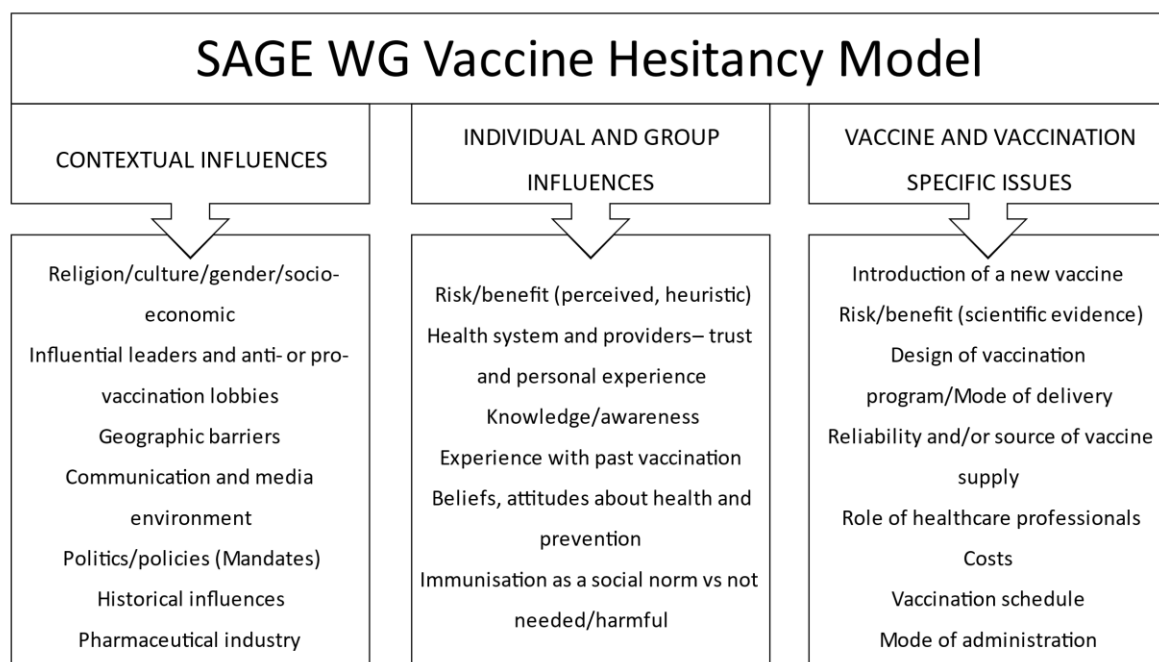 SAGE WG Vaccine Hesitancy Model
CONTEXTUAL INFLUENCES
Religion/culture/gender/socio-
economic
Influential leaders and anti- or pro-
vaccination lobbies
Geographic barriers
Communication and media
environment
Politics/policies (Mandates)
Historical influences
Pharmaceutical industry
INDIVIDUAL AND GROUP
INFLUENCES
Risk/benefit (perceived, heuristic)
Health system and providers– trust
and personal experience
Knowledge/awareness
Experience with past vaccination
Beliefs, attitudes about health and
prevention
Immunisation as a social norm vs not
needed/harmful
VACCINE AND VACCINATION
SPECIFIC ISSUES
Introduction of a new vaccine
Risk/benefit (scientific evidence)
Design of vaccination
program/Mode of delivery
Reliability and/or source of vaccine
supply
Role of healthcare professionals
Costs
Vaccination schedule
Mode of administration